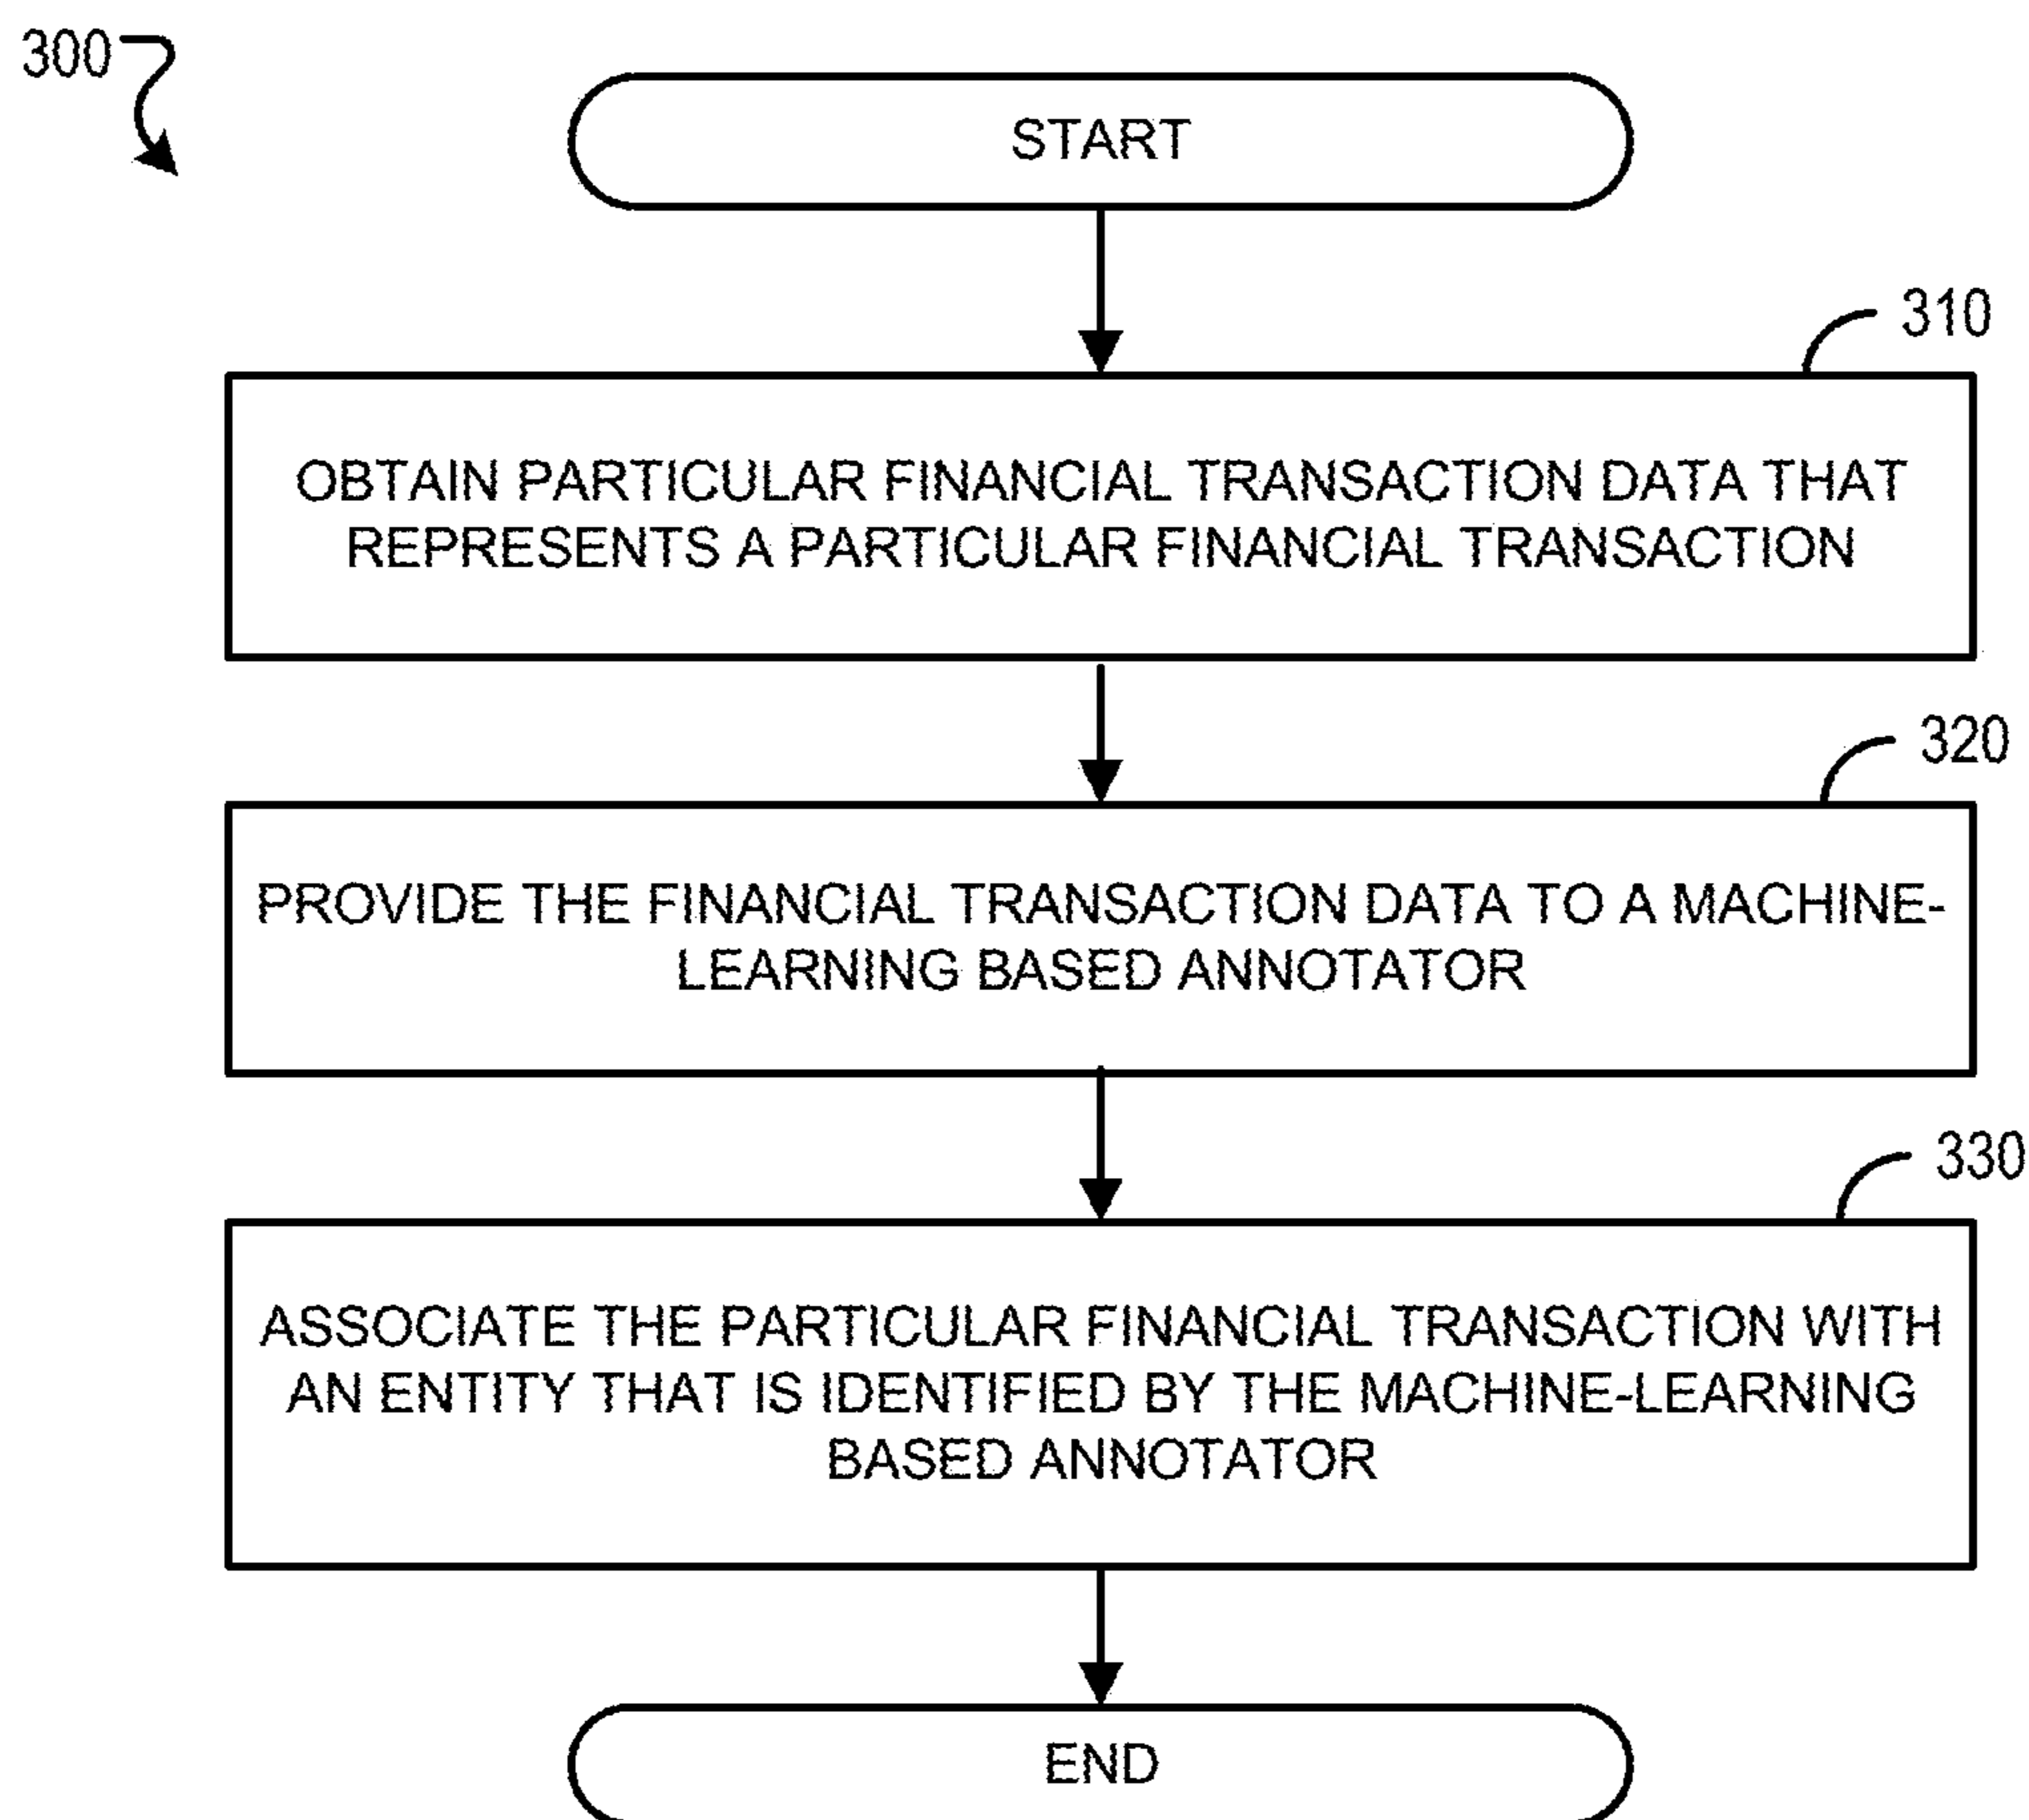 300
START
310
OBTAIN PARTICULAR FINANCIAL TRANSACTION DATA THAT
REPRESENTS A PARTICULAR FINANCIAL TRANSACTION
320
PROVIDE THE FINANCIAL TRANSACTION DATA TO A MACHINE-
LEARNING BASED ANNOTATOR
330
ASSOCIATE THE PARTICULAR FINANCIAL TRANSACTION WITH
AN ENTITY THAT IS IDENTIFIED BY THE MACHINE-LEARNING
BASED ANNOTATOR
END